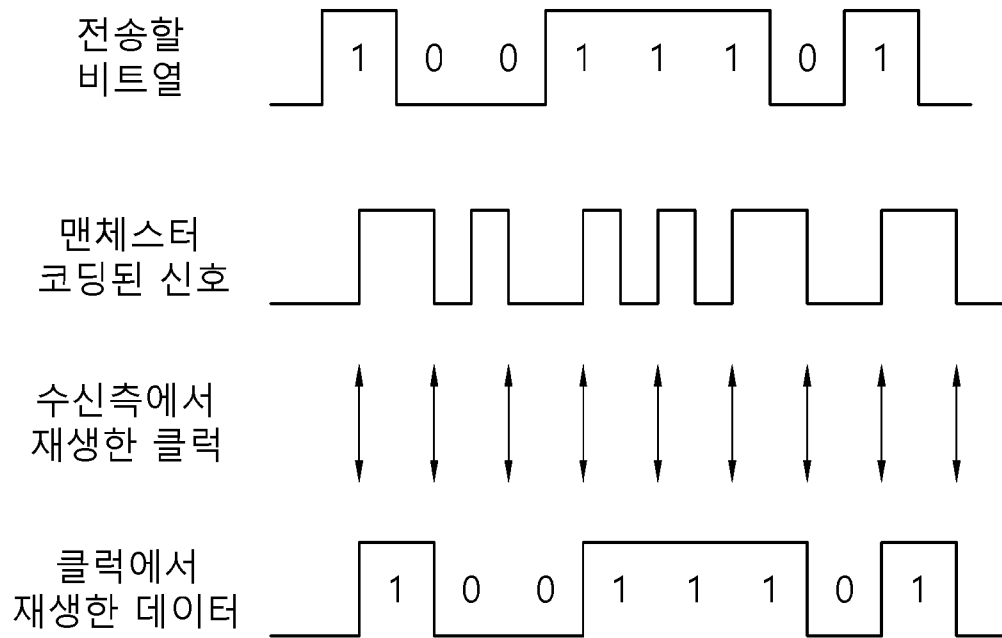 전송할
비트열
1 0 0 1 1 1 0 1
맨체스터
코딩된 신호
수신측에서
재생한 클럭
클럭에서
재생한 데이터
1 0 0 1 1 1 0 1